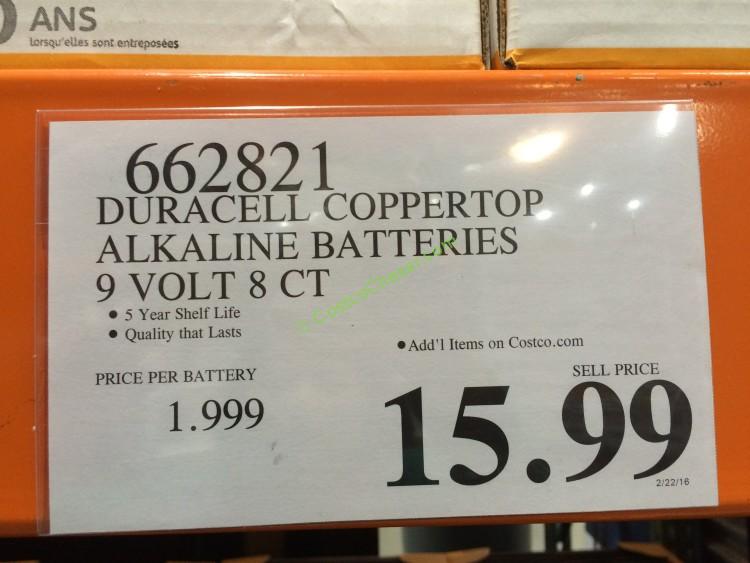 ANS
Lorsqu'elles sont entreposées
662821
DURACELL COPPERTOP
ALKALINE BATTERIES
9 VOLT 8 CT
• 5 Year Shelf Life
• Quality that Lasts
• Add'l Items on Costco.com
PRICE PER BATTERY
1.999
SELL PRICE
15.99
2/22/16
© CostcoChaser.com